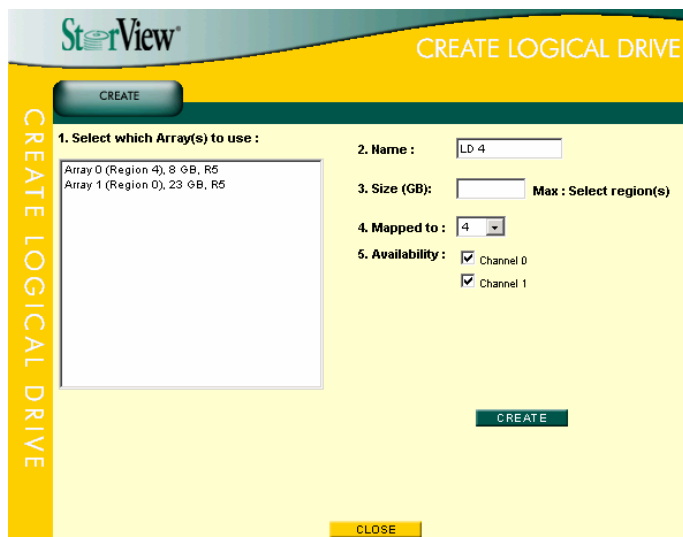 StorView®
CREATE LOGICAL DRIVE
CREATE
CREATE LOGICAL DRIVE
1. Select which Array(s) to use :
Array 0 (Region 4), 8 GB, R5
Array 1 (Region 0), 23 GB, R5
2. Name :
LD 4
3. Size (GB):
Max : Select region(s)
4. Mapped to :
4
5. Availability :
Channel 0
Channel 1
CREATE
CLOSE